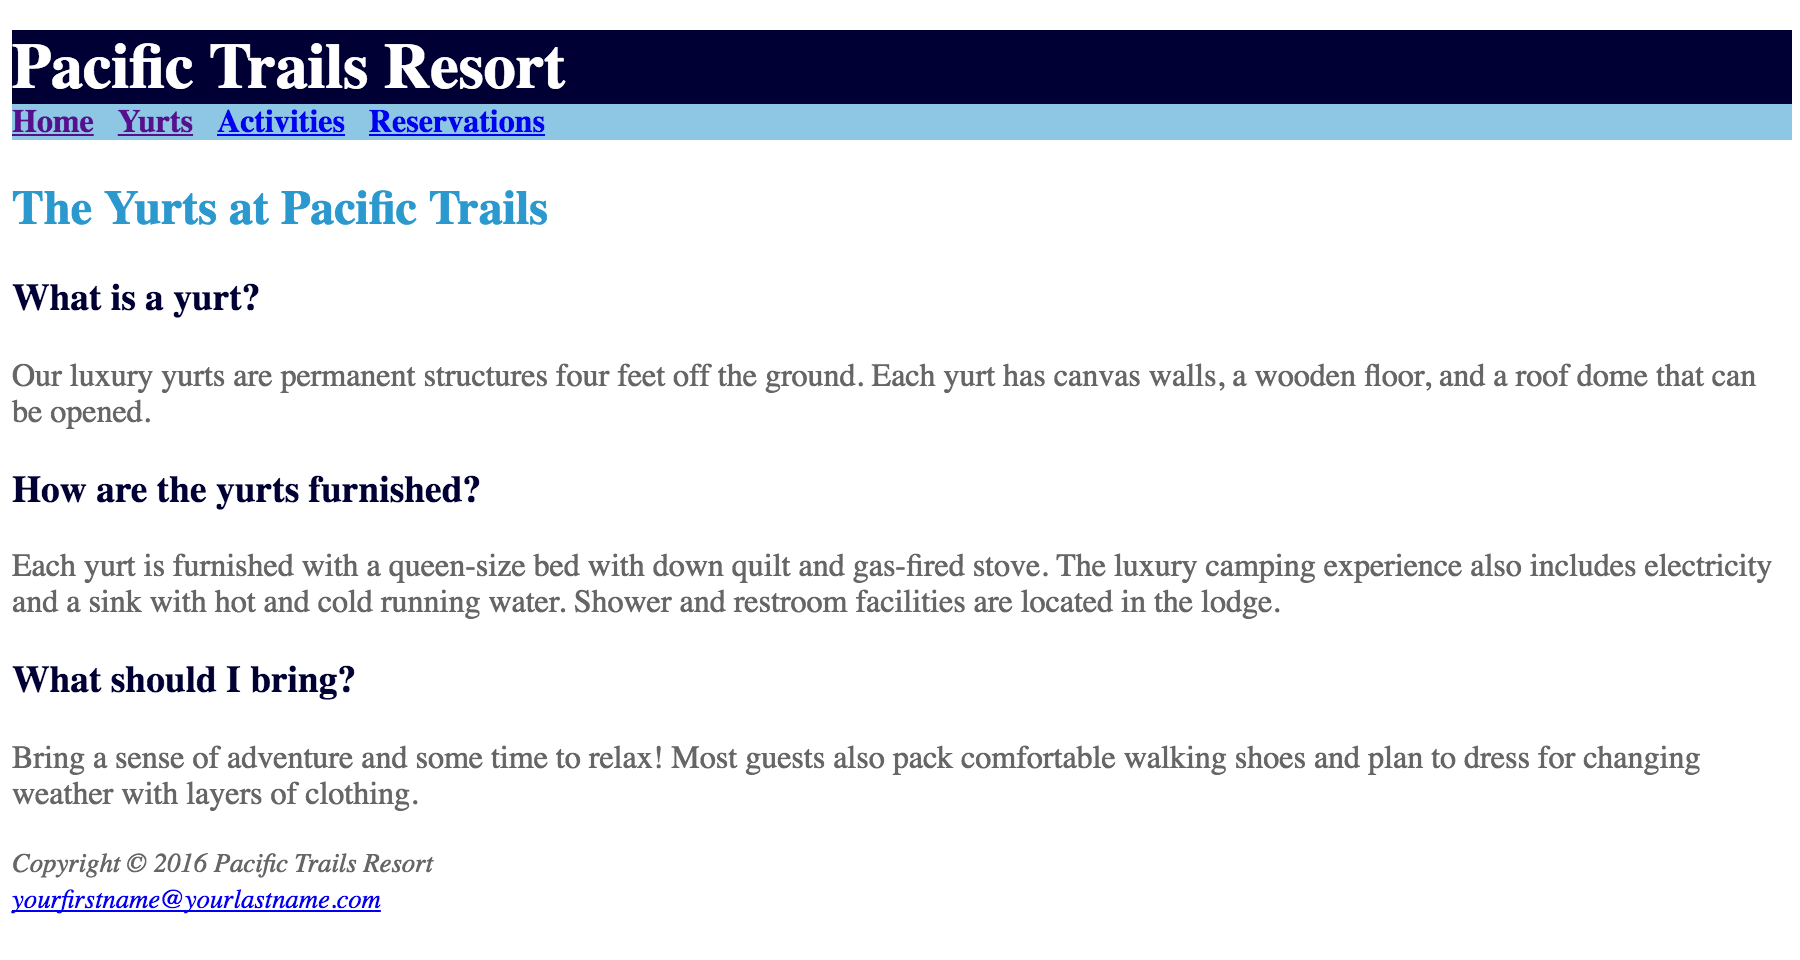 Pacific Trails Resort
Home Yurts Activities Reservations
The Yurts at Pacific Trails
What is a yurt?
Our luxury yurts are permanent structures four feet off the ground. Each yurt has canvas walls, a wooden floor, and a roof dome that can
be opened.
How are the yurts furnished?
Each yurt is furnished with a queen-size bed with down quilt and gas-fired stove. The luxury camping experience also includes electricity
and a sink with hot and cold running water. Shower and restroom facilities are located in the lodge.
What should I bring?
Bring a sense of adventure and some time to relax! Most guests also pack comfortable walking shoes and plan to dress for changing
weather with layers of clothing.
Copyright © 2016 Pacific Trails Resort
yourfirstname@yourlastname.com